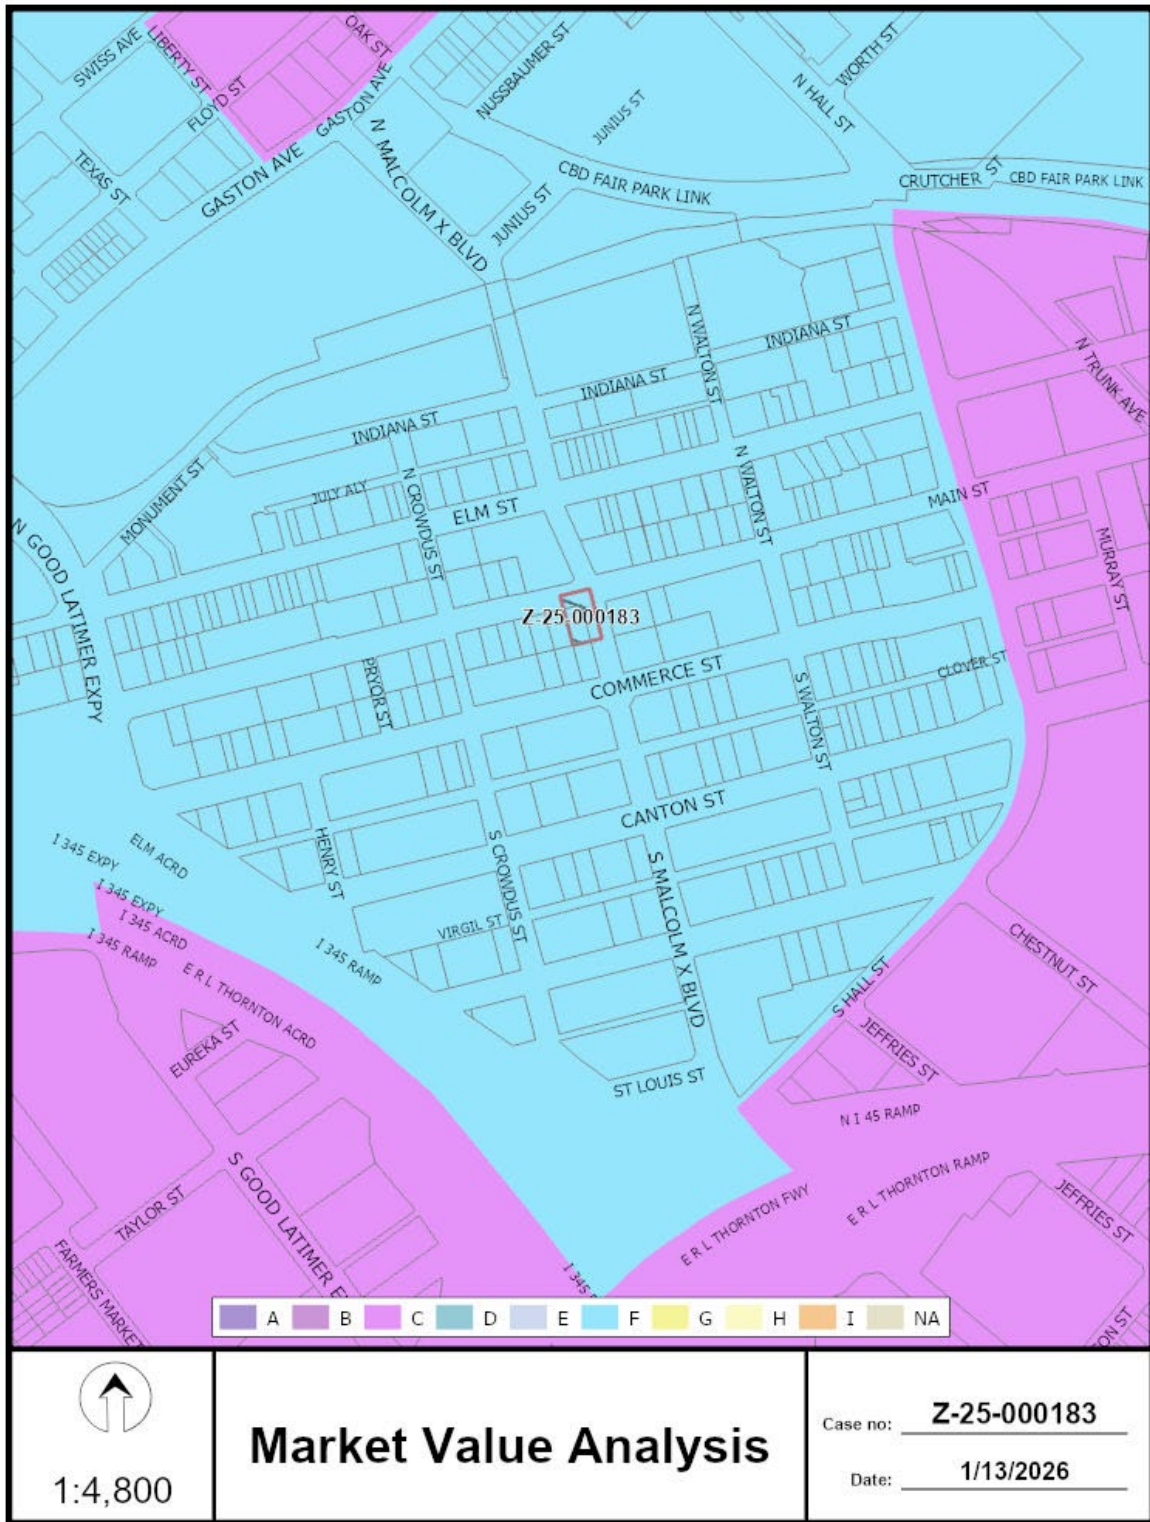 SWISS AVE
LIBERTY ST
FLOYD ST
OAK ST
GASTON AVE
NUSSBAUMER ST
JUNIUS ST
N HALL ST
WORTH ST
TEXAS ST
GASTON AVE
N MALCOLM X BLVD
JUNIUS ST
CBD FAIR PARK LINK
CRUTCHER ST
CBD FAIR PARK LINK
N WALTON ST
INDIANA ST
INDIANA ST
INDIANA ST
N TRUNK AVE
MONUMENT ST
JULY ALY
N CROWDUS ST
ELM ST
N WALTON ST
MAIN ST
MURRAY ST
N GOOD LATIMER EXPY
Z-25-000183
PRYOR ST
COMMERCE ST
S WALTON ST
CLOVER ST
CANTON ST
I 345 EXPY
ELM ACRD
HENRY ST
S CROWDUS ST
S MALCOLM X BLVD
I 345 EXPY
I 345 ACRD
I 345 RAMP
VIRGIL ST
I 345 RAMP
E R L THORNTON ACRD
CHESTNUT ST
S HALL ST
JEFFRIES ST
EUREKA ST
ST LOUIS ST
N I 45 RAMP
S GOOD LATIMER E
TAYLOR ST
E R L THORNTON FWY
E R L THORNTON RAMP
JEFFRIES ST
FARMERS MARKET
I 345
ON ST
A B C D E F G H I NA
1:4,800
Market Value Analysis
Case no: Z-25-000183
Date: 1/13/2026